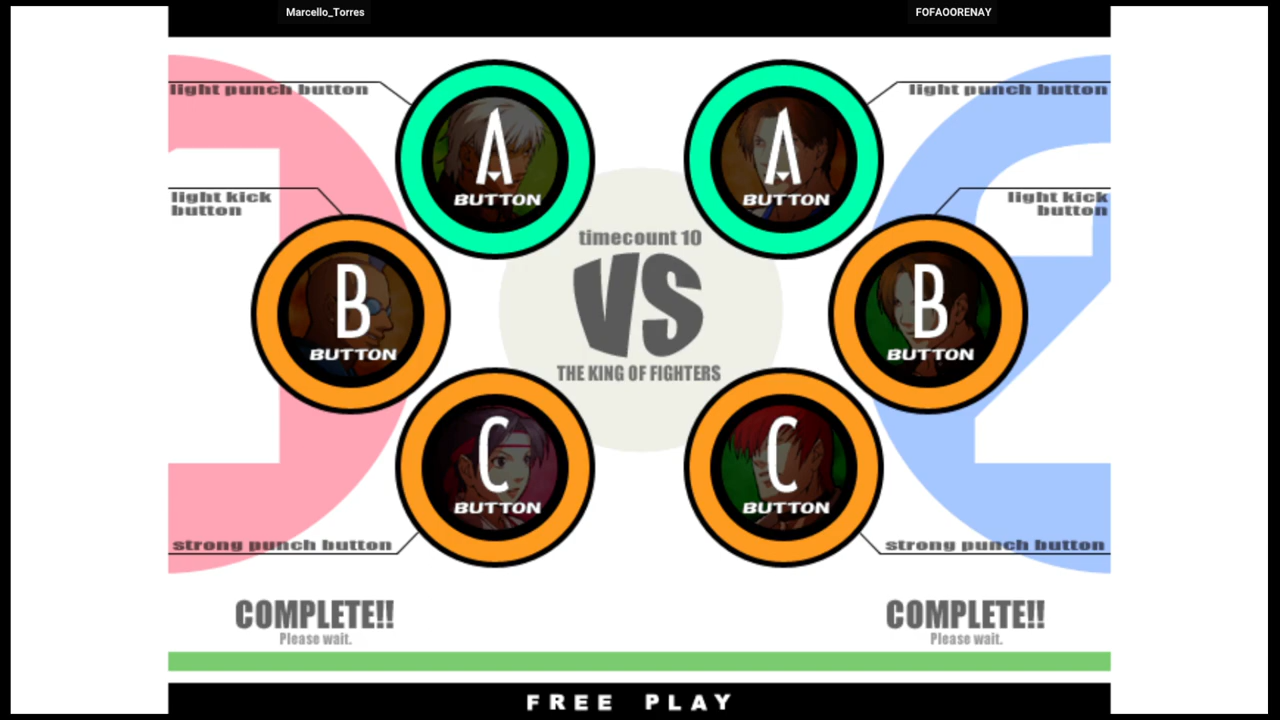 Marcello_Torres
FOFAOORENAY
light punch button
A
BUTTON
A
BUTTON
light punch button
light kick
button
B
BUTTON
timecount 10
VS
THE KING OF FIGHTERS
light kick
button
B
BUTTON
C
BUTTON
C
BUTTON
strong punch button
strong punch button
COMPLETE!!
Please wait.
COMPLETE!!
Please wait.
FREE PLAY
1
2